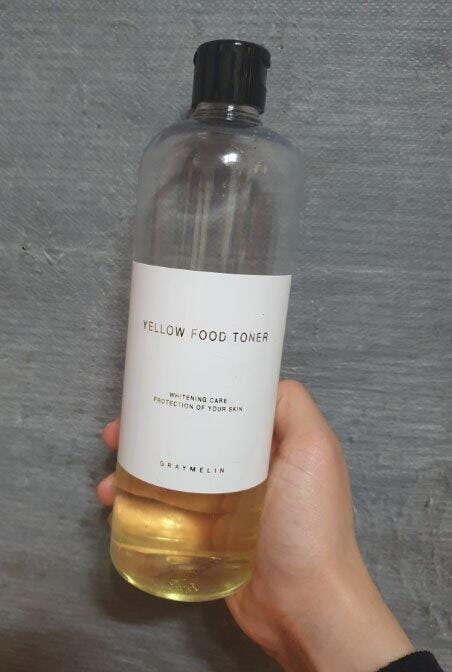 YELLOW FOOD TONER
WHITENING CARE
PROTECTION OF YOUR SKIN
GRAYMELIN